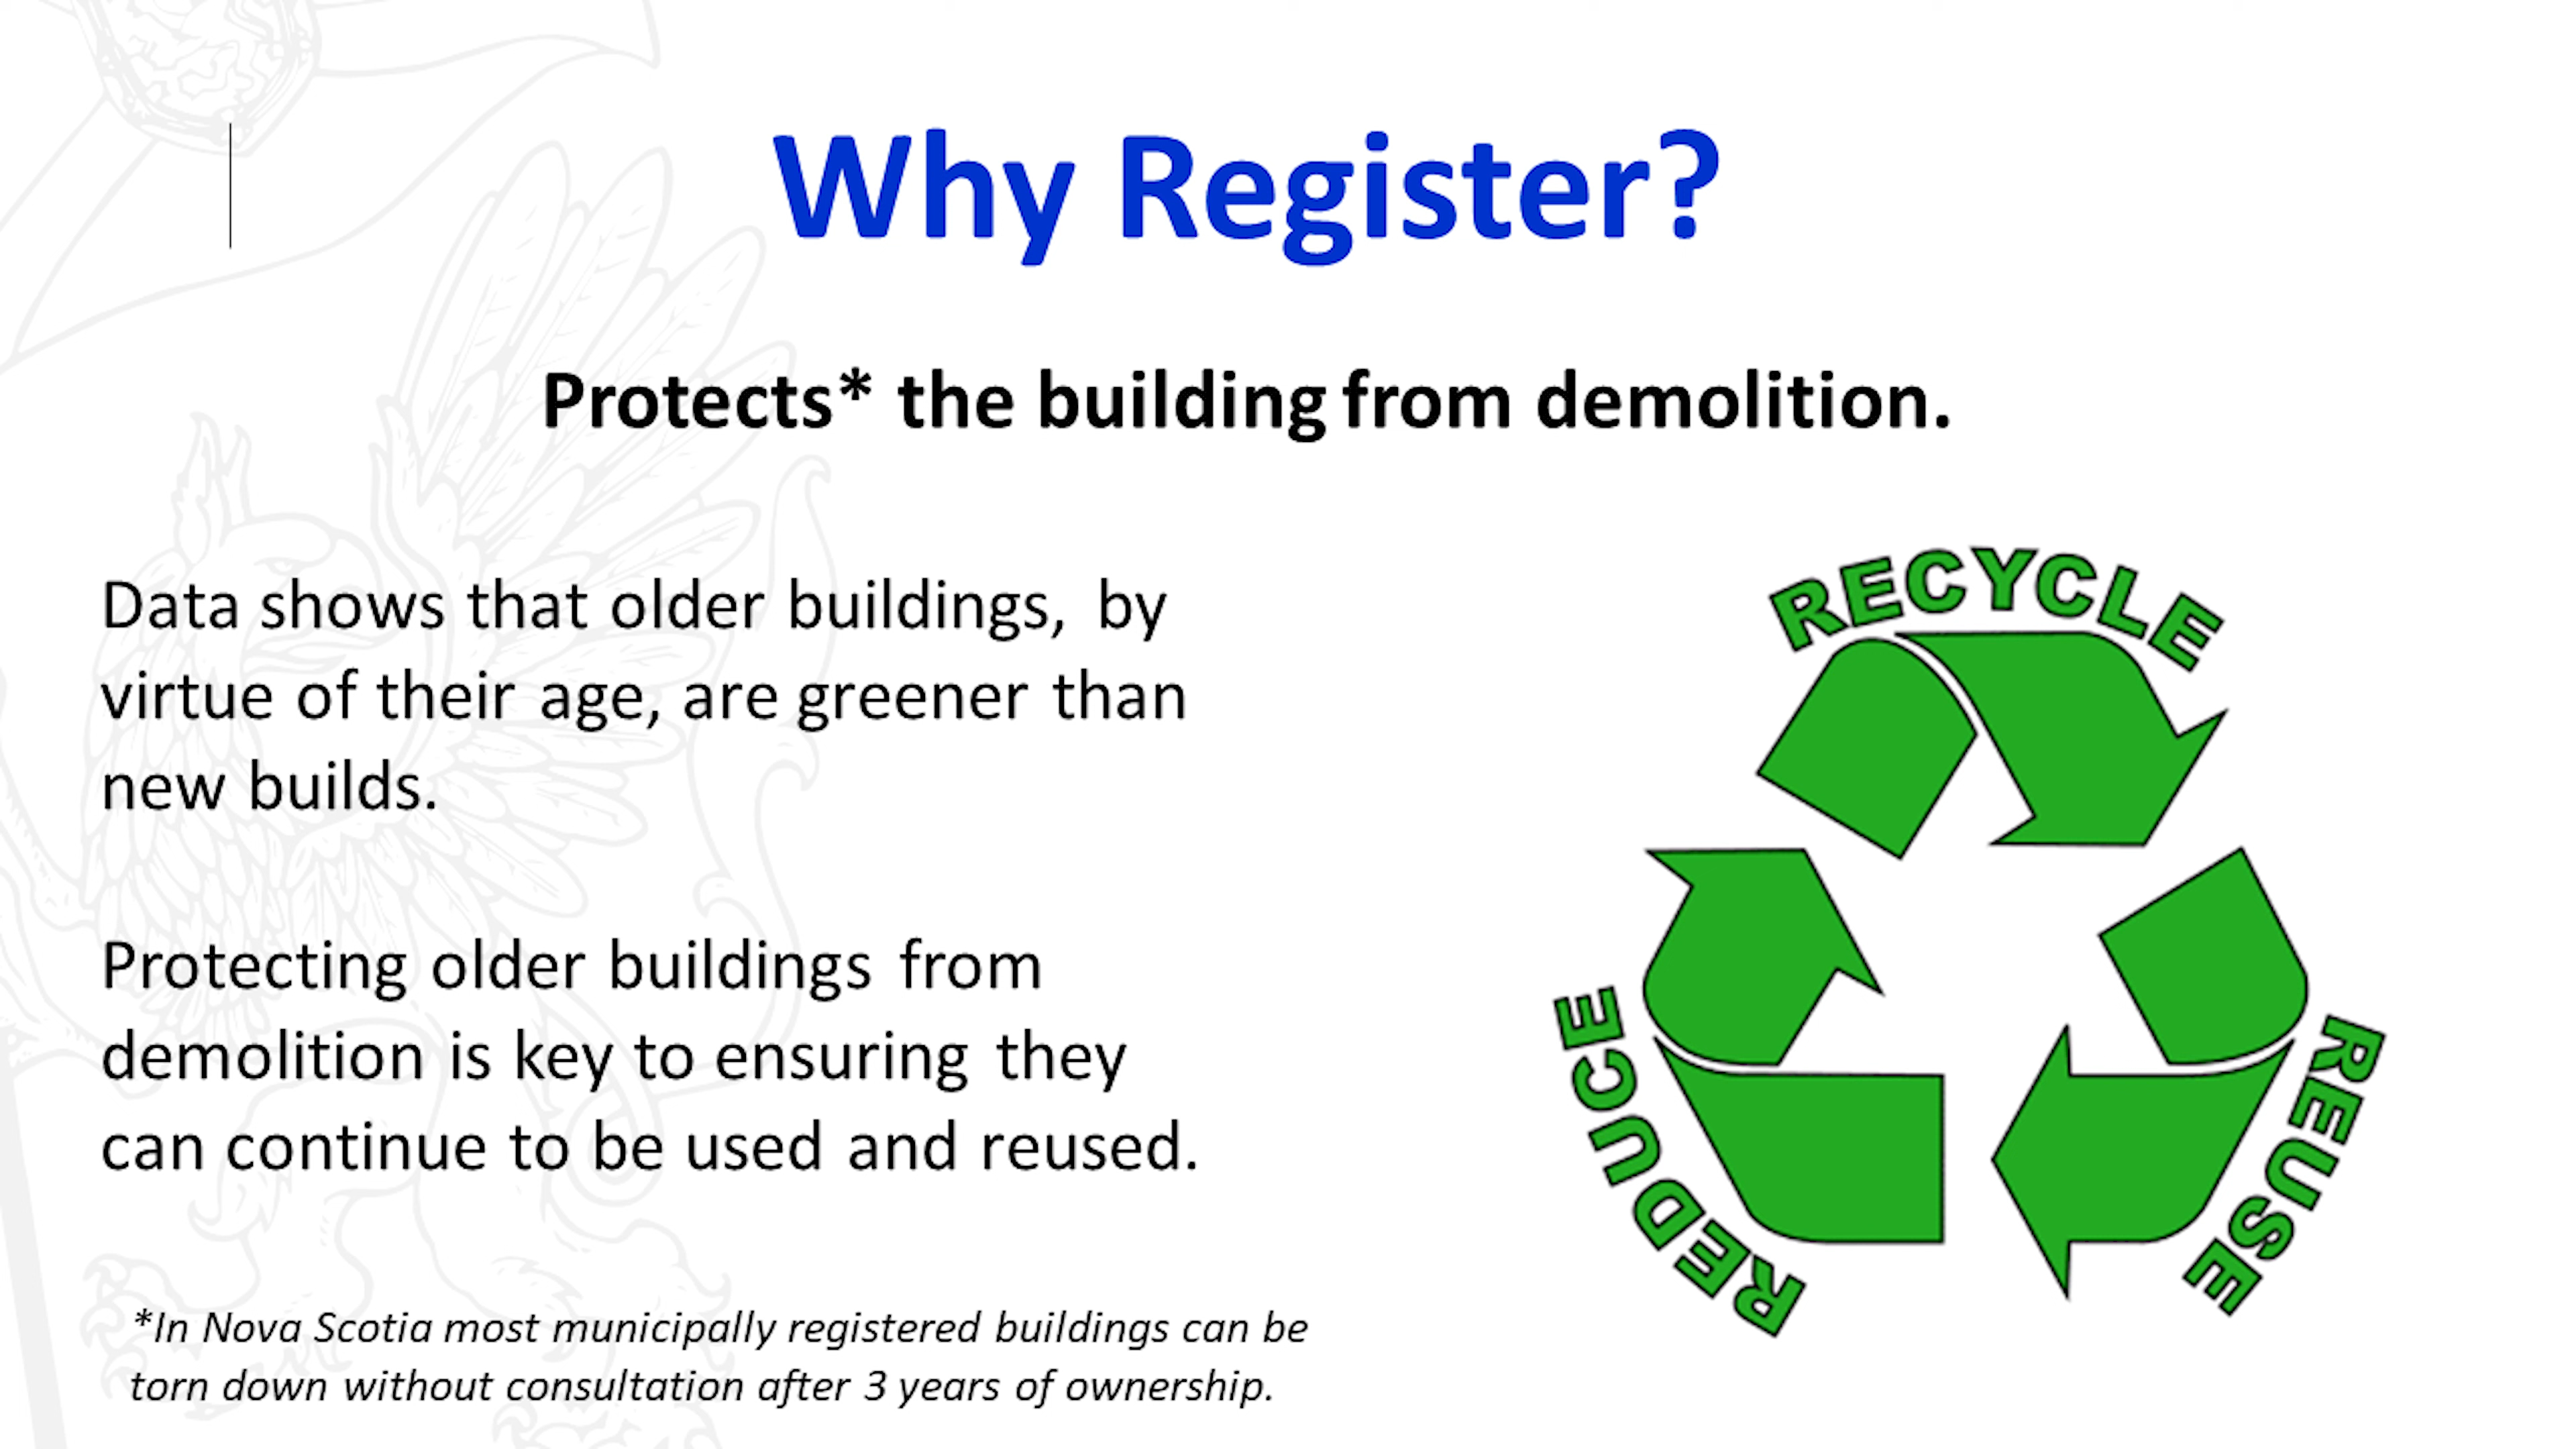 Why Register?
Protects* the building from demolition.
Data shows that older buildings, by
virtue of their age, are greener than
new builds.
Protecting older buildings from
demolition is key to ensuring they
can continue to be used and reused.
*In Nova Scotia most municipally registered buildings can be
torn down without consultation after 3 years of ownership.
RECYCLE
REDUCE
REUSE